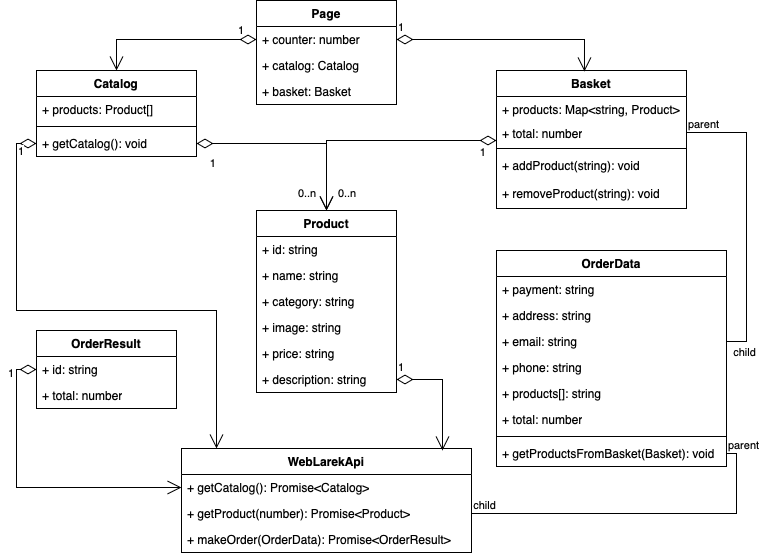 Page
+ counter: number
+ catalog: Catalog
+ basket: Basket
1
1
Catalog
+ products: Product[]
+ getCatalog(): void
1
1
Basket
+ products: Map<string, Product>
+ total: number
+ addProduct(string): void
+ removeProduct(string): void
1
parent
0..n
0..n
Product
+ id: string
+ name: string
+ category: string
+ image: string
+ price: string
+ description: string
1
OrderData
+ payment: string
+ address: string
+ email: string
+ phone: string
+ products[]: string
+ total: number
+ getProductsFromBasket(Basket): void
child
parent
OrderResult
+ id: string
+ total: number
1
WebLarekApi
+ getCatalog(): Promise<Catalog>
+ getProduct(number): Promise<Product>
+ makeOrder(OrderData): Promise<OrderResult>
child